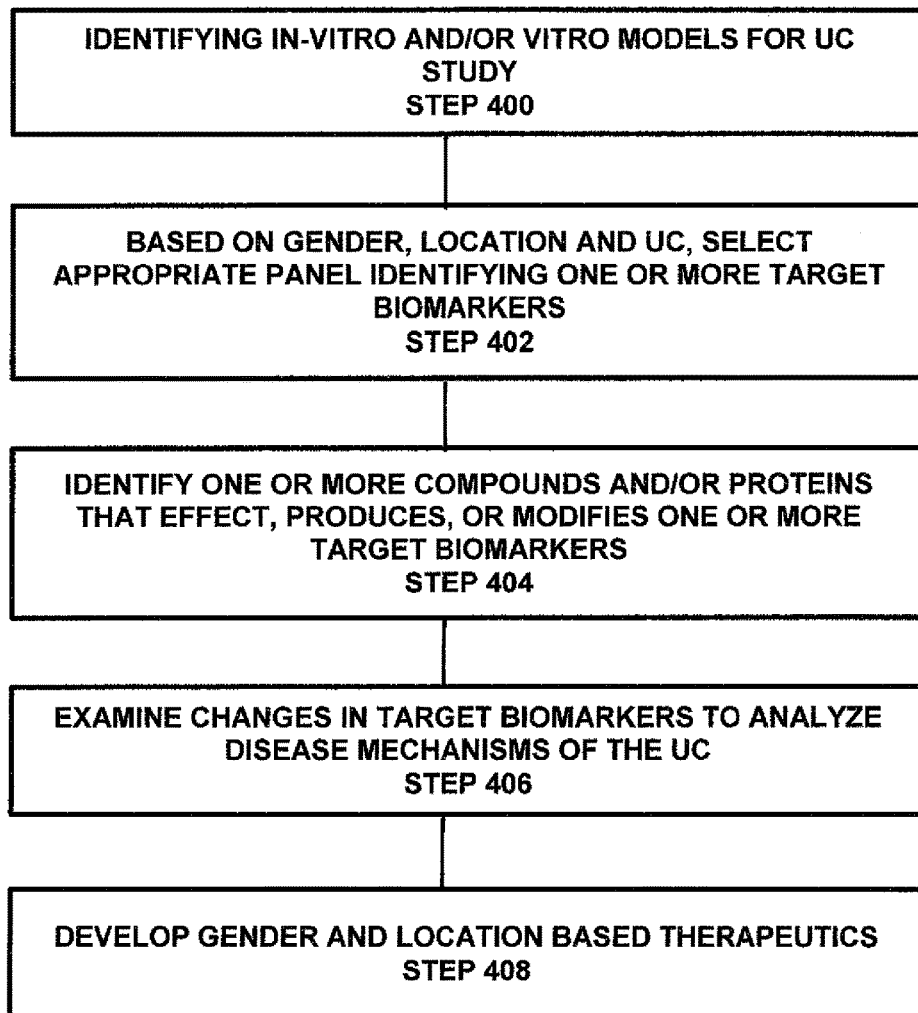 IDENTIFYING IN-VITRO AND/OR VITRO MODELS FOR UC
STUDY
STEP 400
BASED ON GENDER, LOCATION AND UC, SELECT
APPROPRIATE PANEL IDENTIFYING ONE OR MORE TARGET
BIOMARKERS
STEP 402
IDENTIFY ONE OR MORE COMPOUNDS AND/OR PROTEINS
THAT EFFECT, PRODUCES, OR MODIFIES ONE OR MORE
TARGET BIOMARKERS
STEP 404
EXAMINE CHANGES IN TARGET BIOMARKERS TO ANALYZE
DISEASE MECHANISMS OF THE UC
STEP 406
DEVELOP GENDER AND LOCATION BASED THERAPEUTICS
STEP 408